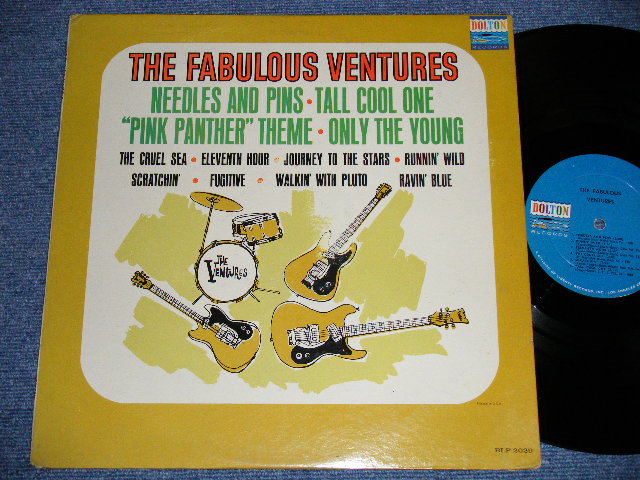 DOLTON
RECORDS
THE FABULOUS VENTURES
NEEDLES AND PINS • TALL COOL ONE
"PINK PANTHER" THEME • ONLY THE YOUNG
THE CRUEL SEA • ELEVENTH HOUR • JOURNEY TO THE STARS • RUNNIN' WILD
SCRATCHIN' • FUGITIVE • WALKIN' WITH PLUTO RAVIN' BLUE
THE VENTURES
THE FABULOUS
VENTURES
DOLTON
RECORDS